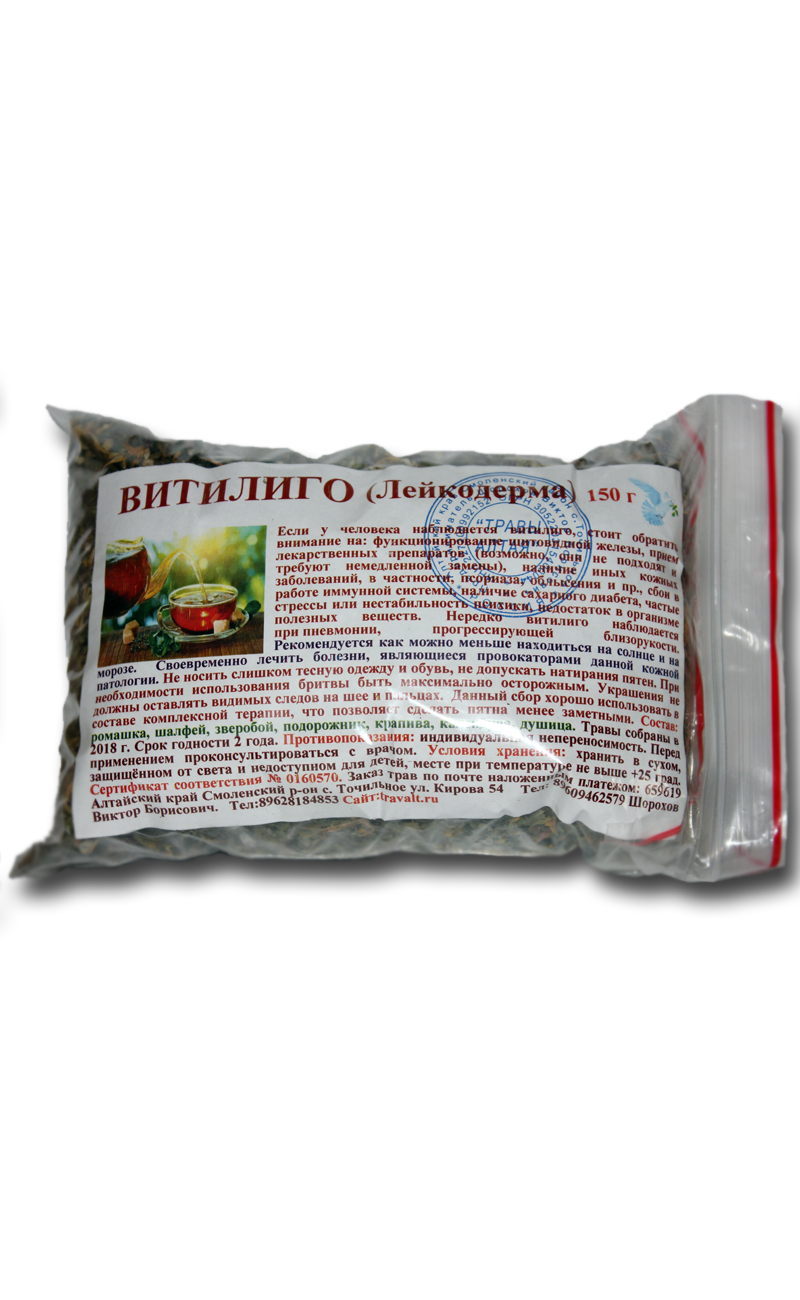 ВИТИЛИГО (Лейкодерма) 150 г
"ТРАВЫ АЛТАЯ"
Если у человека наблюдается витилиго, стоит обратить
внимание на: функционирование щитовидной железы, приём
лекарственных препаратов (возможно, они не подходят и
требуют немедленной замены), наличие иных кожных
заболеваний, в частности, псориаза, облысения и пр., сбои в
работе иммунной системы, наличие сахарного диабета, частые
стрессы или нестабильность психики, недостаток в организме
полезных веществ. Нередко витилиго наблюдается
при пневмонии, прогрессирующей близорукости.
Рекомендуется как можно меньше находиться на солнце и на
морозе. Своевременно лечить болезни, являющиеся провокаторами данной кожной
патологии. Не носить слишком тесную одежду и обувь, не допускать натирания пятен. При
необходимости использования бритвы быть максимально осторожным. Украшения не
должны оставлять видимых следов на шее и пальцах. Данный сбор хорошо использовать в
составе комплексной терапии, что позволяет сделать пятна менее заметными. Состав:
ромашка, шалфей, зверобой, подорожник, крапива, душица. Травы собраны в
2018 г. Срок годности 2 года. Противопоказания: индивидуальная непереносимость. Перед
применением проконсультироваться с врачом. Условия хранения: хранить в сухом,
защищённом от света и недоступном для детей, месте при температуре не выше +25 град.
Сертификат соответствия № 0160570. Заказ трав по почте наложенным платежом: 659619
Алтайский край Смоленский р-он с. Точильное ул. Кирова 54 Тел: 89609462579 Шорохов
Виктор Борисович. Тел:89628184853 Сайт:travalt.ru